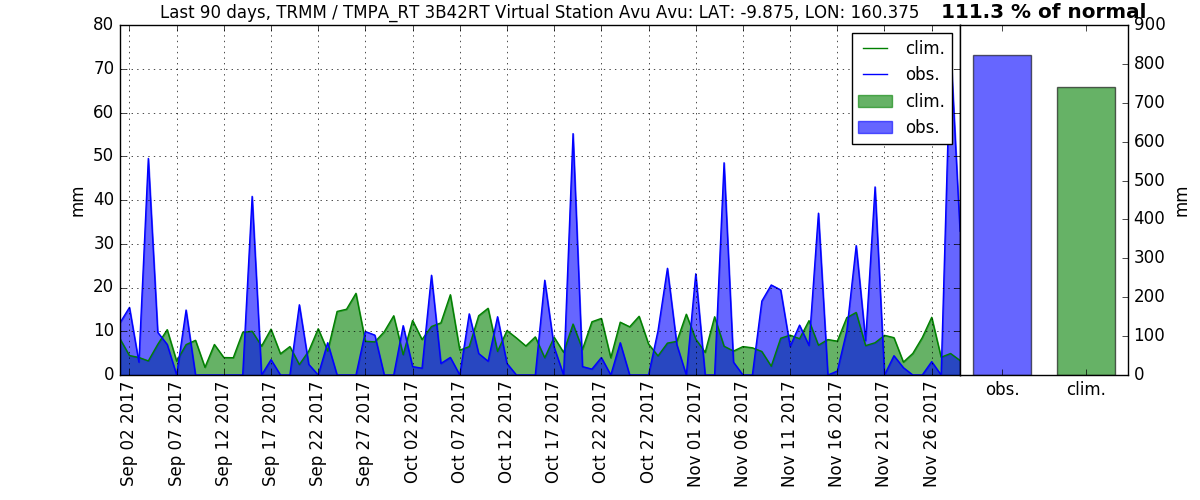 Last 90 days, TRMM / TMPA_RT 3B42RT Virtual Station Avu Avu: LAT: -9.875, LON: 160.375
111.3 % of normal
mm
80
70
60
50
40
30
20
10
0
clim.
obs.
clim.
obs.
900
800
700
600
500
400
300
200
100
0
mm
Sep 02 2017
Sep 07 2017
Sep 12 2017
Sep 17 2017
Sep 22 2017
Sep 27 2017
Oct 02 2017
Oct 07 2017
Oct 12 2017
Oct 17 2017
Oct 22 2017
Oct 27 2017
Nov 01 2017
Nov 06 2017
Nov 11 2017
Nov 16 2017
Nov 21 2017
Nov 26 2017
obs.
clim.